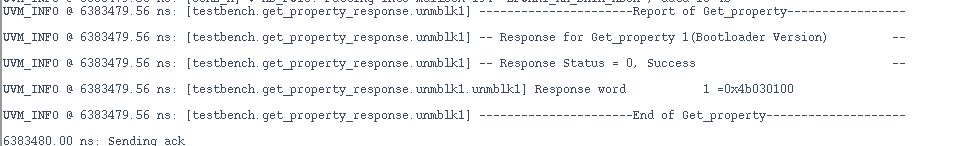 UVM_INFO @ 6383479.56 ns: [testbench.get_property_response.unmblk1] ----------------------Report of Get_property-----------------
UVM_INFO @ 6383479.56 ns: [testbench.get_property_response.unmblk1] -- Response for Get_property 1(Bootloader Version) --
UVM_INFO @ 6383479.56 ns: [testbench.get_property_response.unmblk1] -- Response Status = 0, Success --
UVM_INFO @ 6383479.56 ns: [testbench.get_property_response.unmblk1.unmblk1] Response word 1 =0x4b030100
UVM_INFO @ 6383479.56 ns: [testbench.get_property_response.unmblk1] ----------------------End of Get_property--------------------
6383480.00 ns: Sending ack